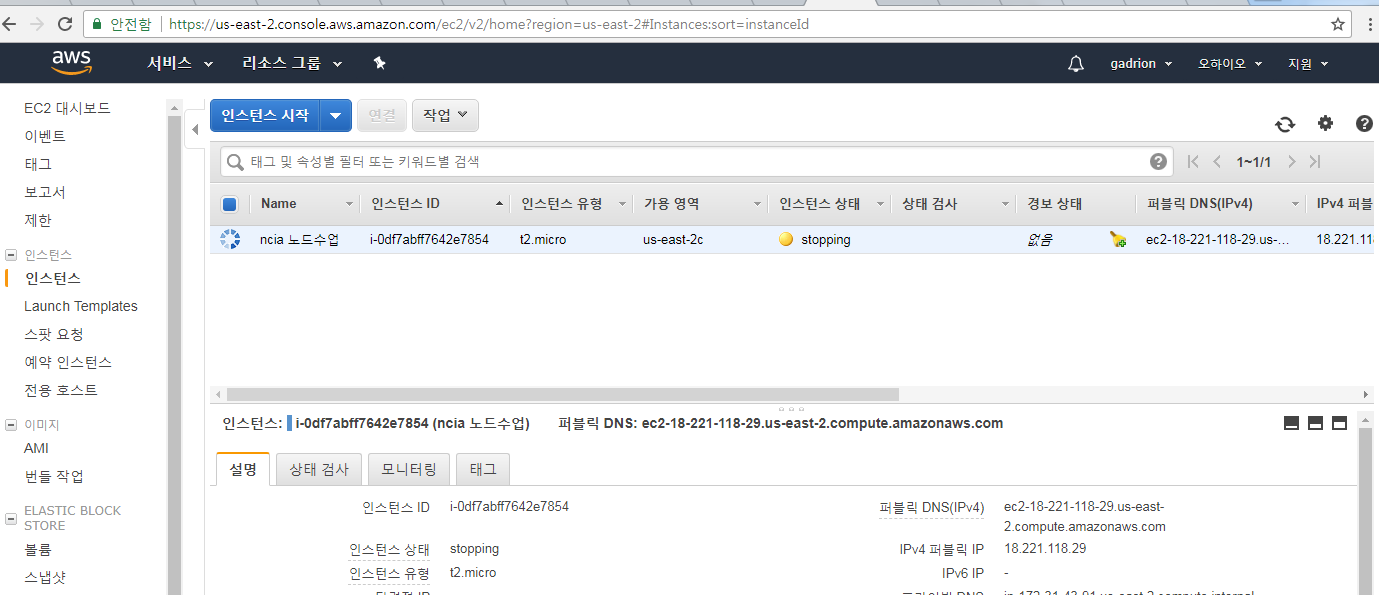 안전함 https://us-east-2.console.aws.amazon.com/ec2/v2/home?region=us-east-2#Instances:sort=instanceId
aws 서비스 리소스 그룹 gadrion 오하이오 지원
EC2 대시보드
이벤트
태그
보고서
제한
인스턴스
인스턴스
Launch Templates
스팟 요청
예약 인스턴스
전용 호스트
이미지
AMI
번들 작업
ELASTIC BLOCK
STORE
볼륨
스냅샷
인스턴스 시작 연결 작업
태그 및 속성별 필터 또는 키워드별 검색 1~1/1
Name 인스턴스 ID 인스턴스 유형 가용 영역 인스턴스 상태 상태 검사 경보 상태 퍼블릭 DNS(IPv4) IPv4 퍼블
ncia 노드수업 i-0df7abff7642e7854 t2.micro us-east-2c stopping 없음 ec2-18-221-118-29.us-... 18.221.11
인스턴스: i-0df7abff7642e7854 (ncia 노드수업) 퍼블릭 DNS: ec2-18-221-118-29.us-east-2.compute.amazonaws.com
설명 상태 검사 모니터링 태그
인스턴스 ID i-0df7abff7642e7854 퍼블릭 DNS(IPv4) ec2-18-221-118-29.us-east-
2.compute.amazonaws.com
인스턴스 상태 stopping IPv4 퍼블릭 IP 18.221.118.29
인스턴스 유형 t2.micro IPv6 IP -